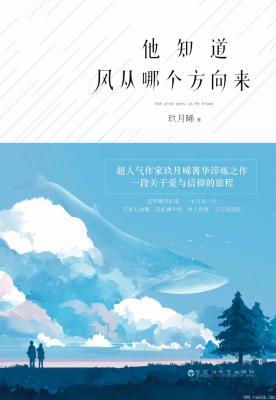 他知道
风从哪个方向来
the wind goes, as he knows
玖月晞 著
超人气作家玖月晞菁华淬炼之作
一段关于爱与信仰的旅程